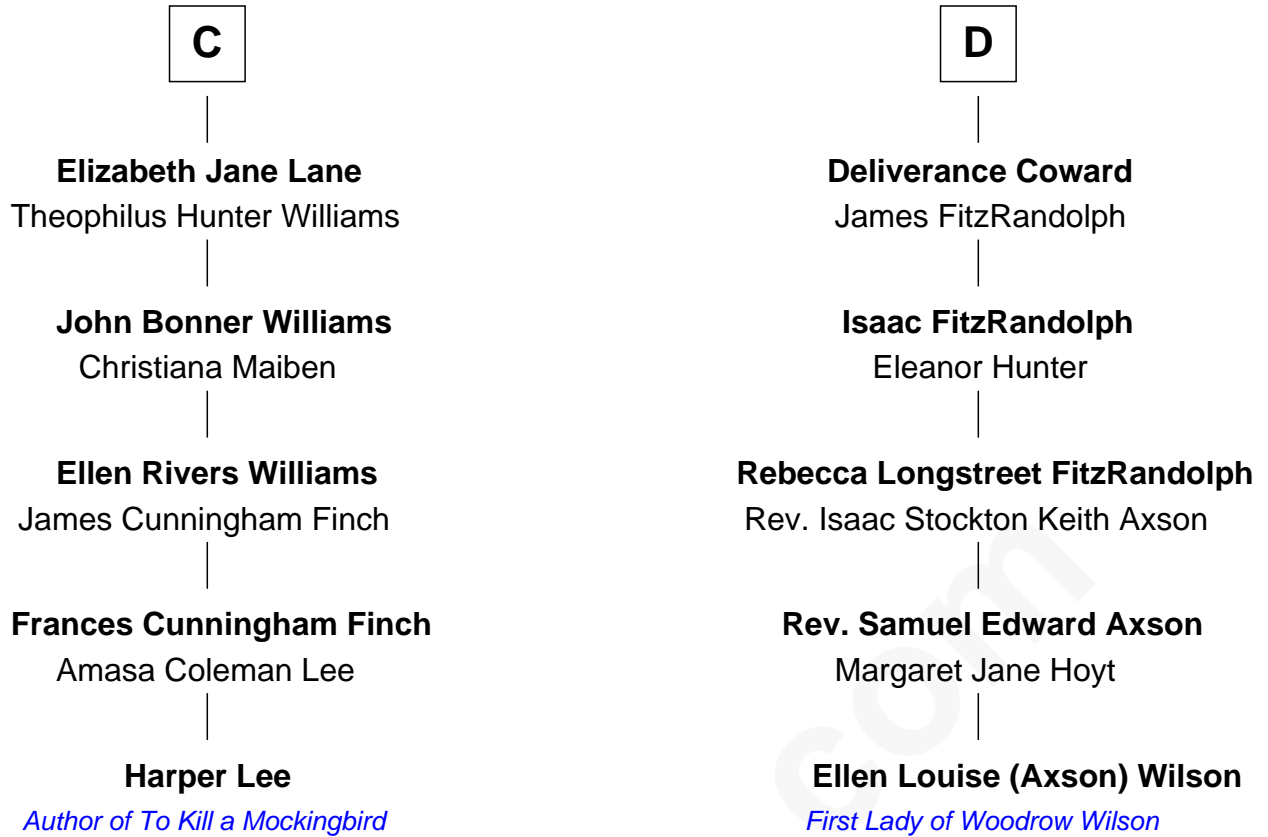 C
Elizabeth Jane Lane
Theophilus Hunter Williams
John Bonner Williams
Christiana Maiben
Ellen Rivers Williams
James Cunningham Finch
Frances Cunningham Finch
Amasa Coleman Lee
Harper Lee
Author of To Kill a Mockingbird
D
Deliverance Coward
James FitzRandolph
Isaac FitzRandolph
Eleanor Hunter
Rebecca Longstreet FitzRandolph
Rev. Isaac Stockton Keith Axson
Rev. Samuel Edward Axson
Margaret Jane Hoyt
Ellen Louise (Axson) Wilson
First Lady of Woodrow Wilson
com